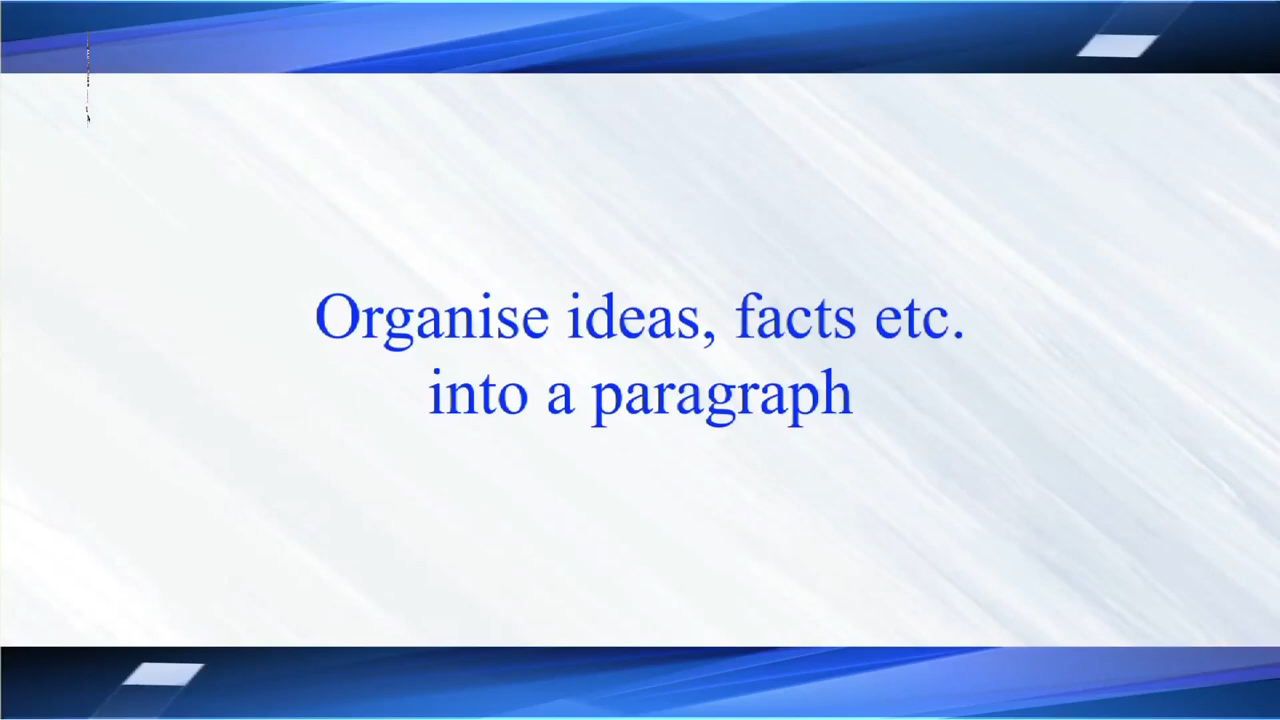 Organise ideas, facts etc.
into a paragraph